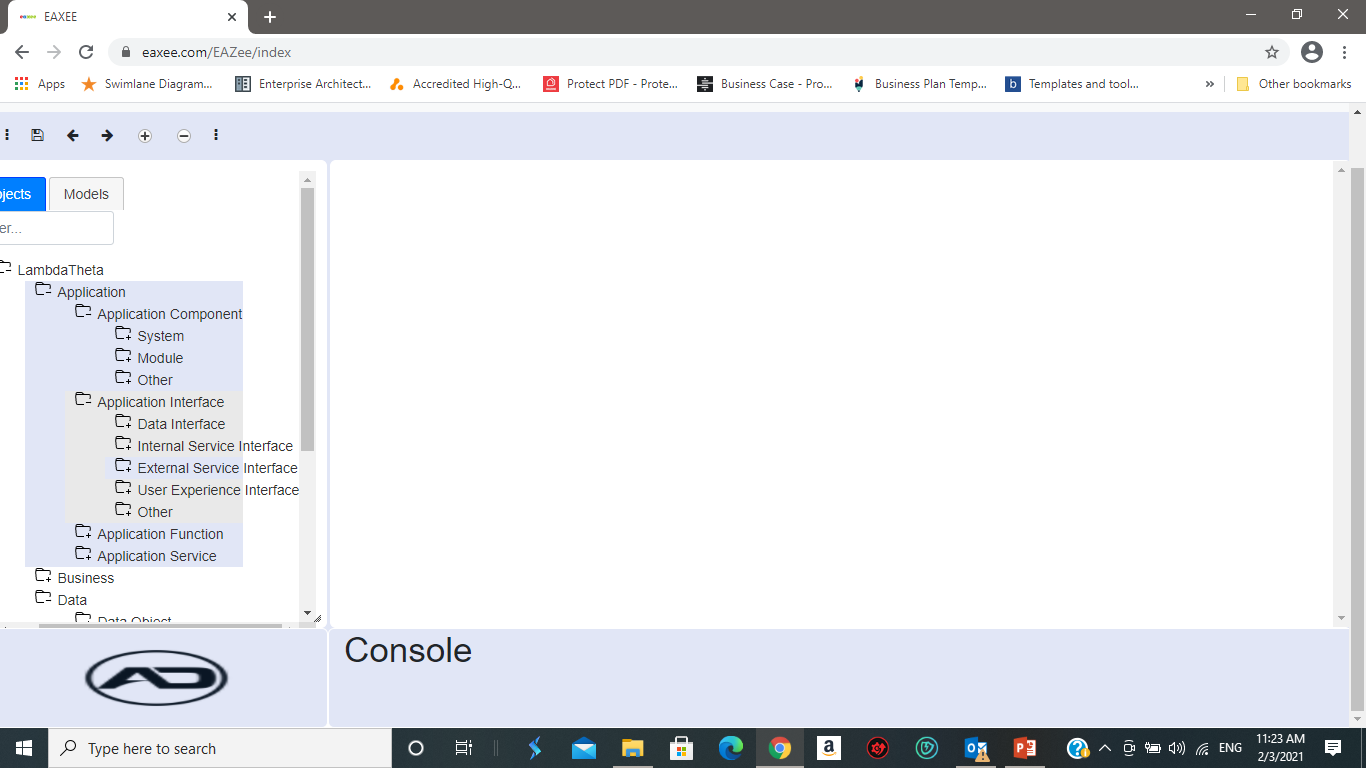 EAXEE
eaxee.com/EAZee/index
Apps
Swimlane Diagram...
Enterprise Architect...
Accredited High-Q...
Protect PDF - Prote...
Business Case - Pro...
Business Plan Temp...
Templates and tool...
»
Other bookmarks
Models
er...
LambdaTheta
Application
Application Component
System
Module
Other
Application Interface
Data Interface
Internal Service Interface
External Service Interface
User Experience Interface
Other
Application Function
Application Service
Business
Data
Data Object
AD
Console
Type here to search
ENG
11:23 AM
2/3/2021